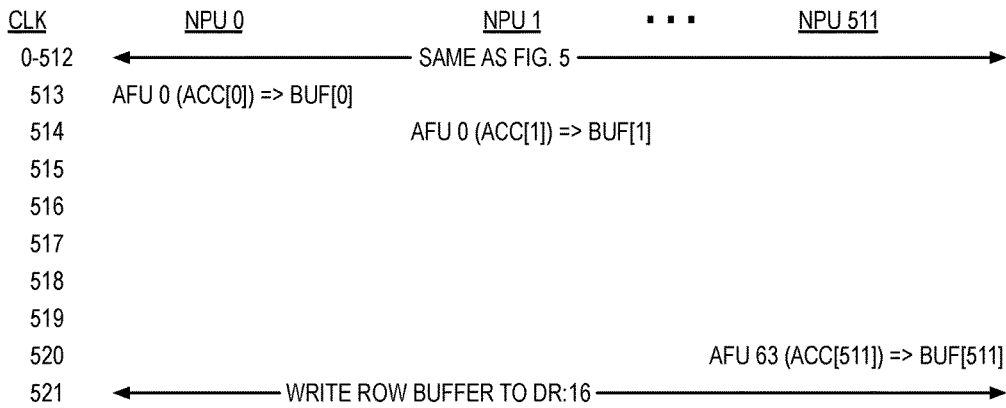 CLK NPU 0 NPU 1 ▪ ▪ ▪ NPU 511
0-512 SAME AS FIG. 5
513 AFU 0 (ACC[0]) => BUF[0]
514 AFU 0 (ACC[1]) => BUF[1]
515
516
517
518
519
520 AFU 63 (ACC[511]) => BUF[511]
521 WRITE ROW BUFFER TO DR:16